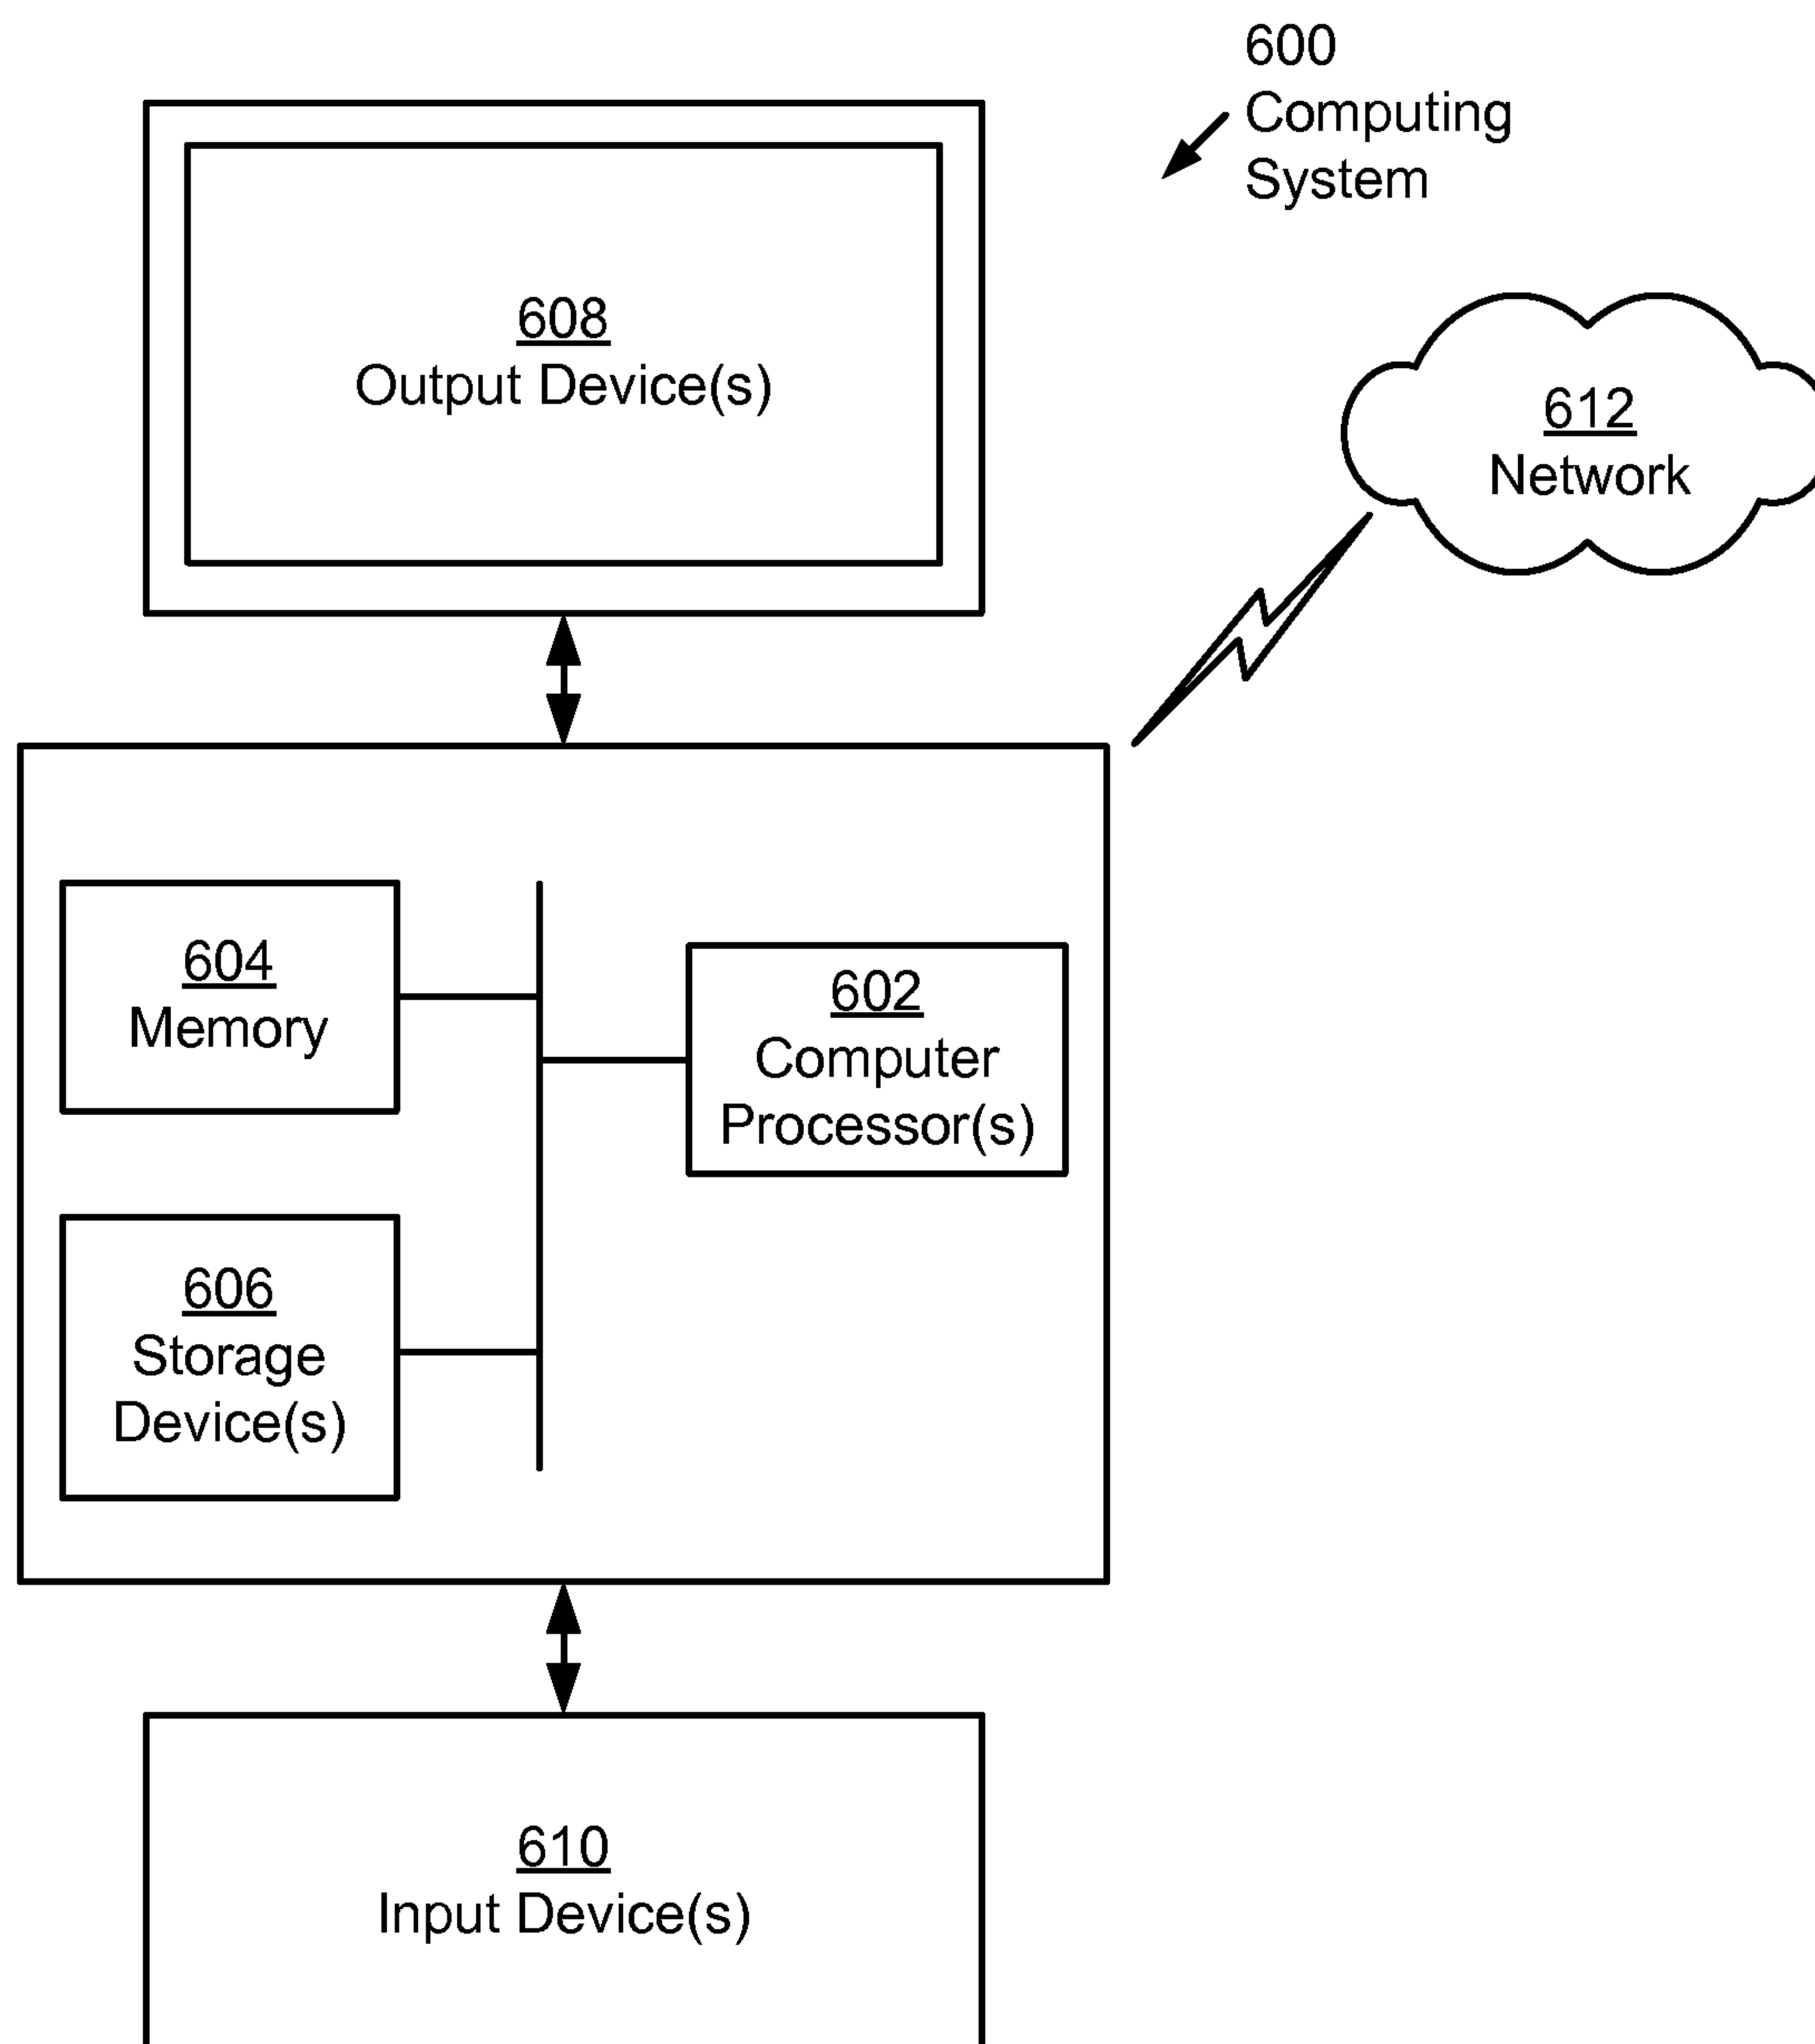 600
Computing
System
608
Output Device(s)
612
Network
604
Memory
602
Computer
Processor(s)
606
Storage
Device(s)
610
Input Device(s)